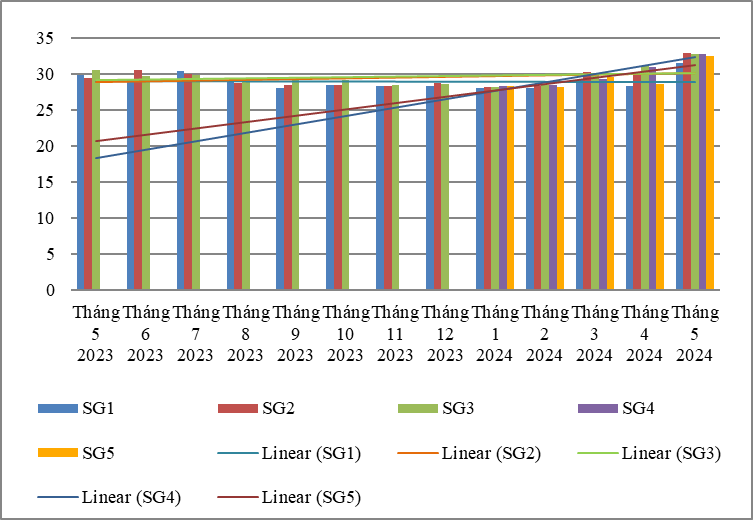 35
30
25
20
15
10
5
0
Tháng Tháng Tháng Tháng Tháng Tháng Tháng Tháng Tháng Tháng Tháng Tháng Tháng
5 6 7 8 9 10 11 12 1 2 3 4 5
2023 2023 2023 2023 2023 2023 2023 2023 2024 2024 2024 2024 2024
SG1 SG2 SG3 SG4
SG5 Linear (SG1) Linear (SG2) Linear (SG3)
Linear (SG4) Linear (SG5)